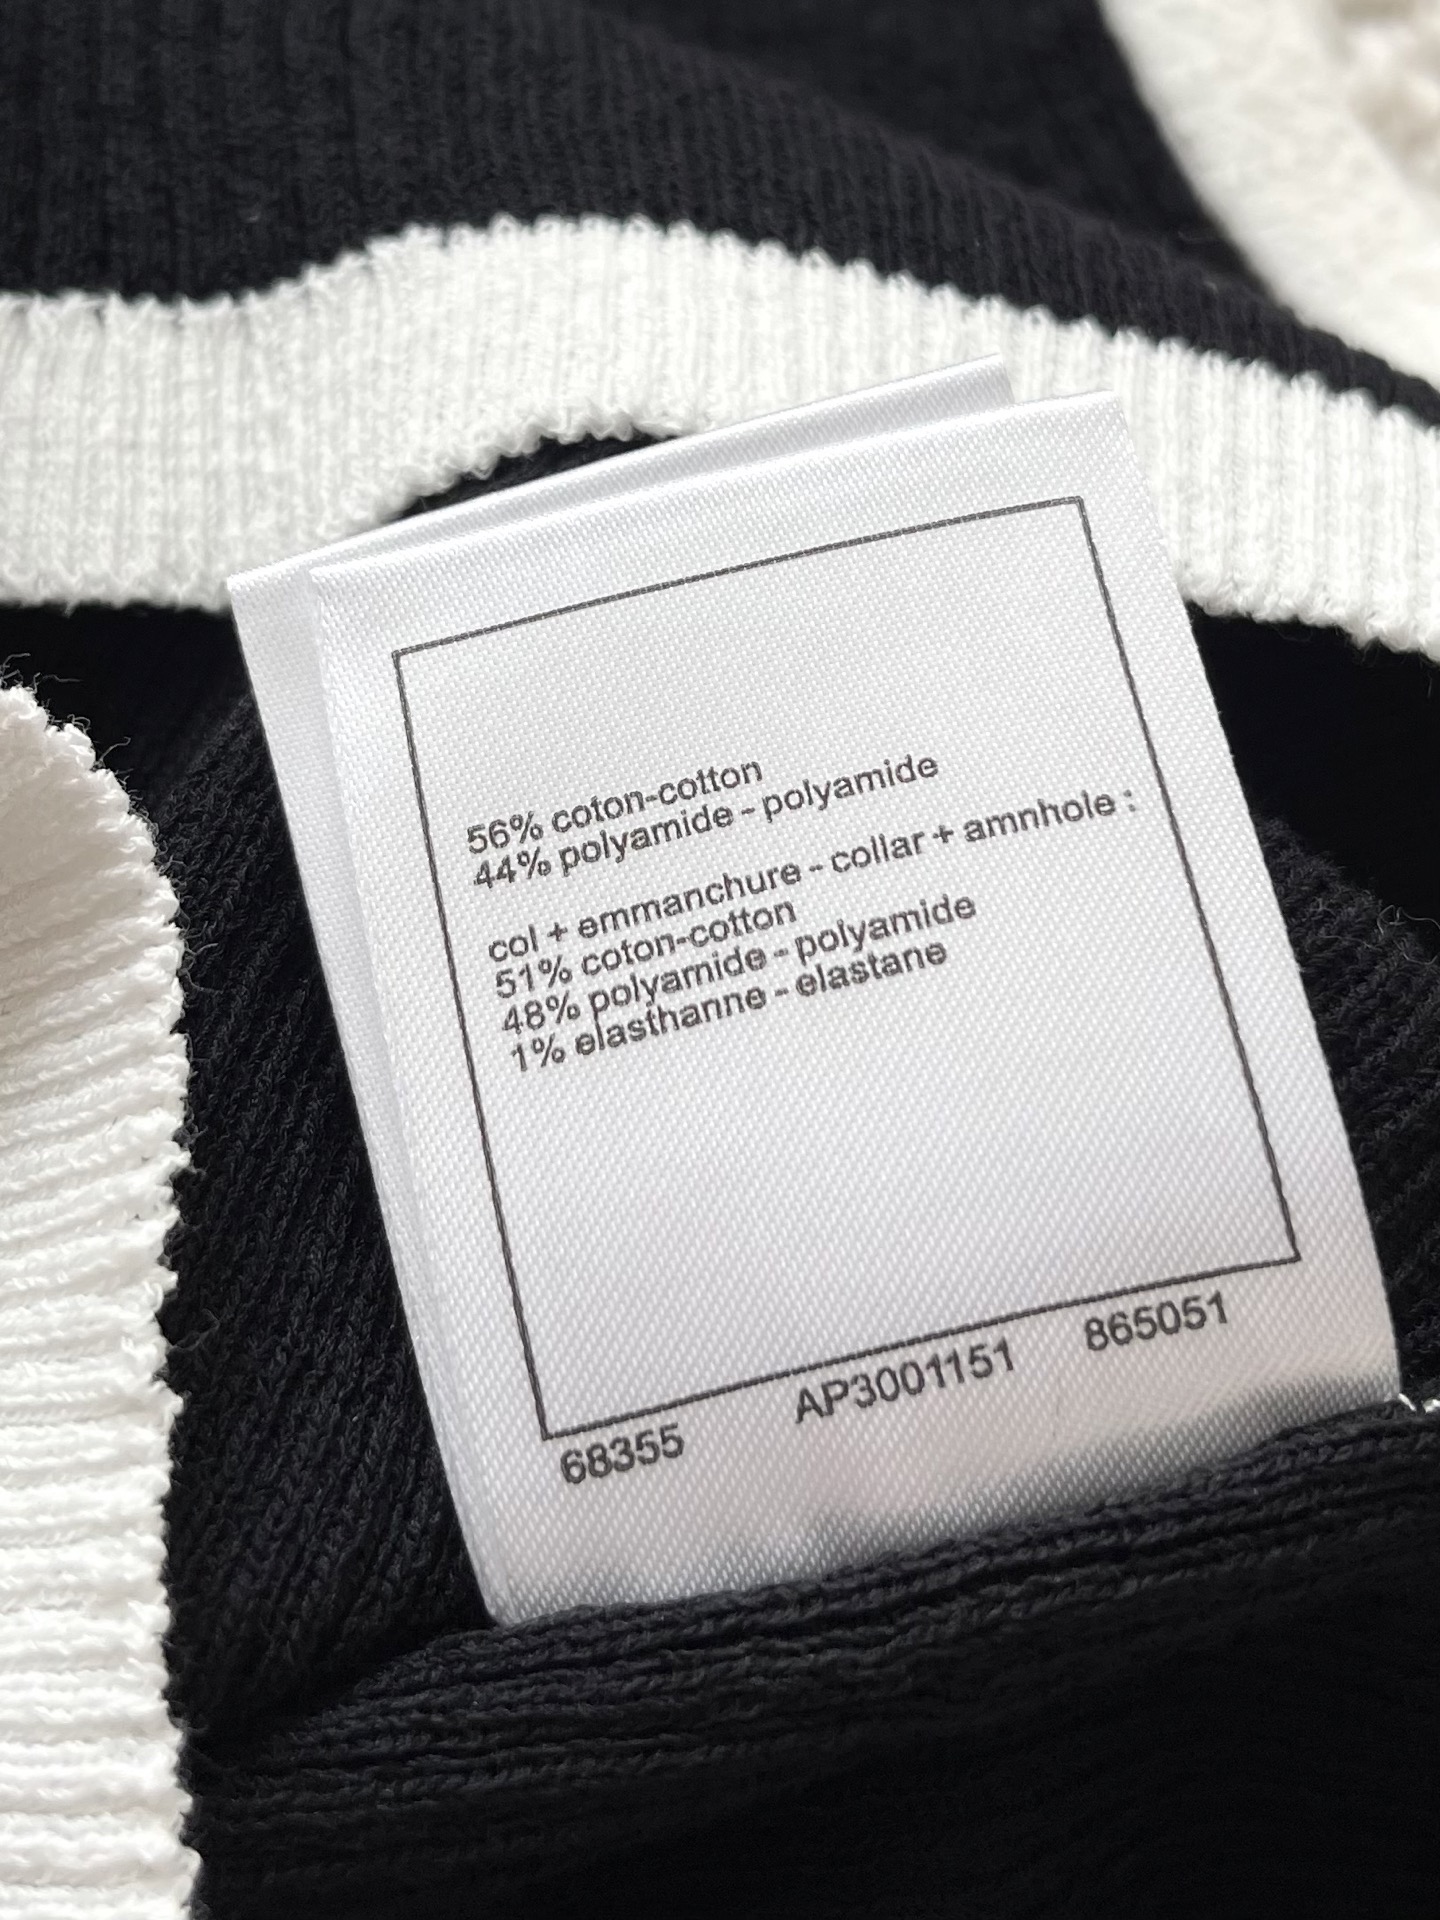 56% coton-cotton
44% polyamide - polyamide
col + emmanchure - collar + amnhole :
51% coton-cotton
48% polyamide - polyamide
1% elasthanne - elastane
68355 AP3001151 865051